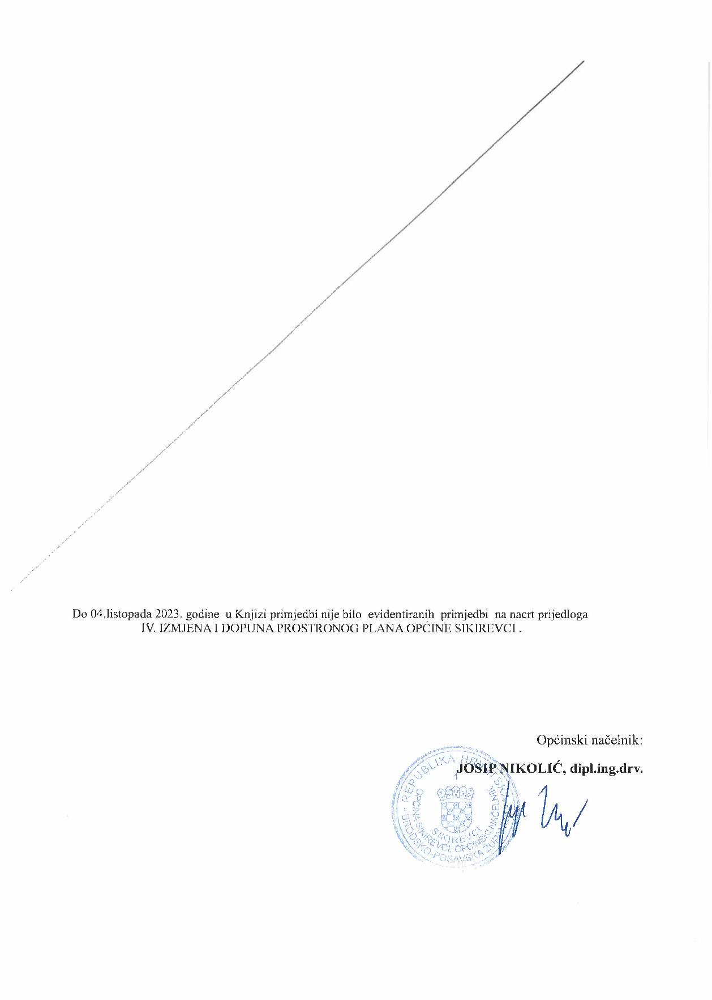 Do 04.listopada 2023. godine u Knjizi primjedbi nije bilo evidentiranih primjedbi na nacrt prijedloga
IV. IZMJENA I DOPUNA PROSTRONOG PLANA OPĆINE SIKIREVCI .
Općinski načelnik:
JOSIP NIKOLIĆ, dipl.ing.drv.
REPUBLIKA HRVATSKA
1
BRODSKO-POSAVSKA ŽUP
OPĆINA SIKIREVCI, OPĆINSKI NAČELNIK
SIKIREVCI